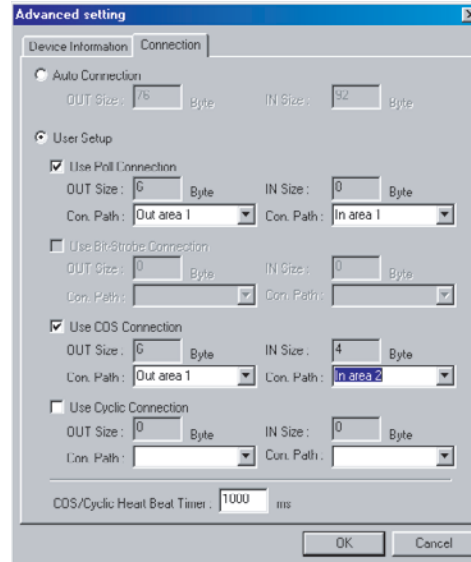 Advanced setting
Device Information Connection
Auto Connection
OUT Size : 76 Byte IN Size : 92 Byte
User Setup
Use Poll Connection
OUT Size : 6 Byte IN Size : 0 Byte
Con. Path : Out area 1 Con. Path : In area 1
Use Bit-Strobe Connection
OUT Size : 0 Byte IN Size : 0 Byte
Con. Path : Con. Path :
Use COS Connection
OUT Size : 6 Byte IN Size : 4 Byte
Con. Path : Out area 1 Con. Path : In area 2
Use Cyclic Connection
OUT Size : 0 Byte IN Size : 0 Byte
Con. Path : Con. Path :
COS/Cyclic Heart Beat Timer : 1000 ms
OK Cancel